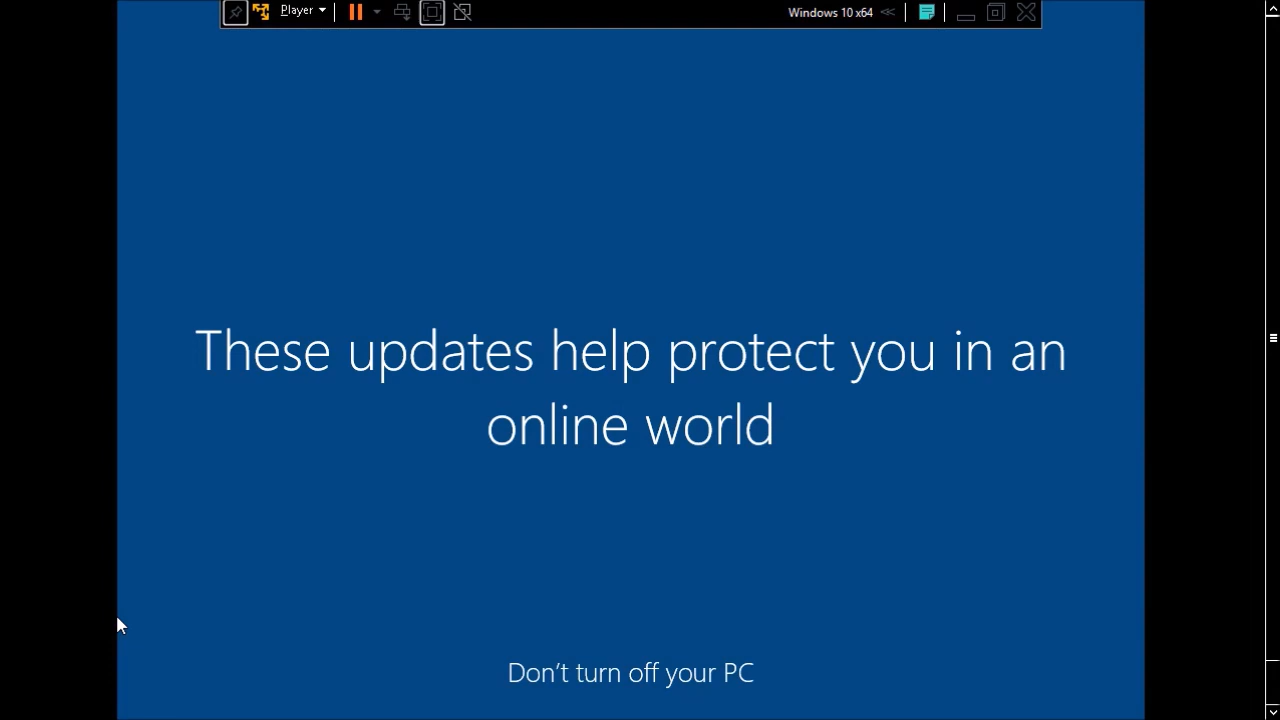 Player
Windows 10 x64
These updates help protect you in an
online world
Don't turn off your PC